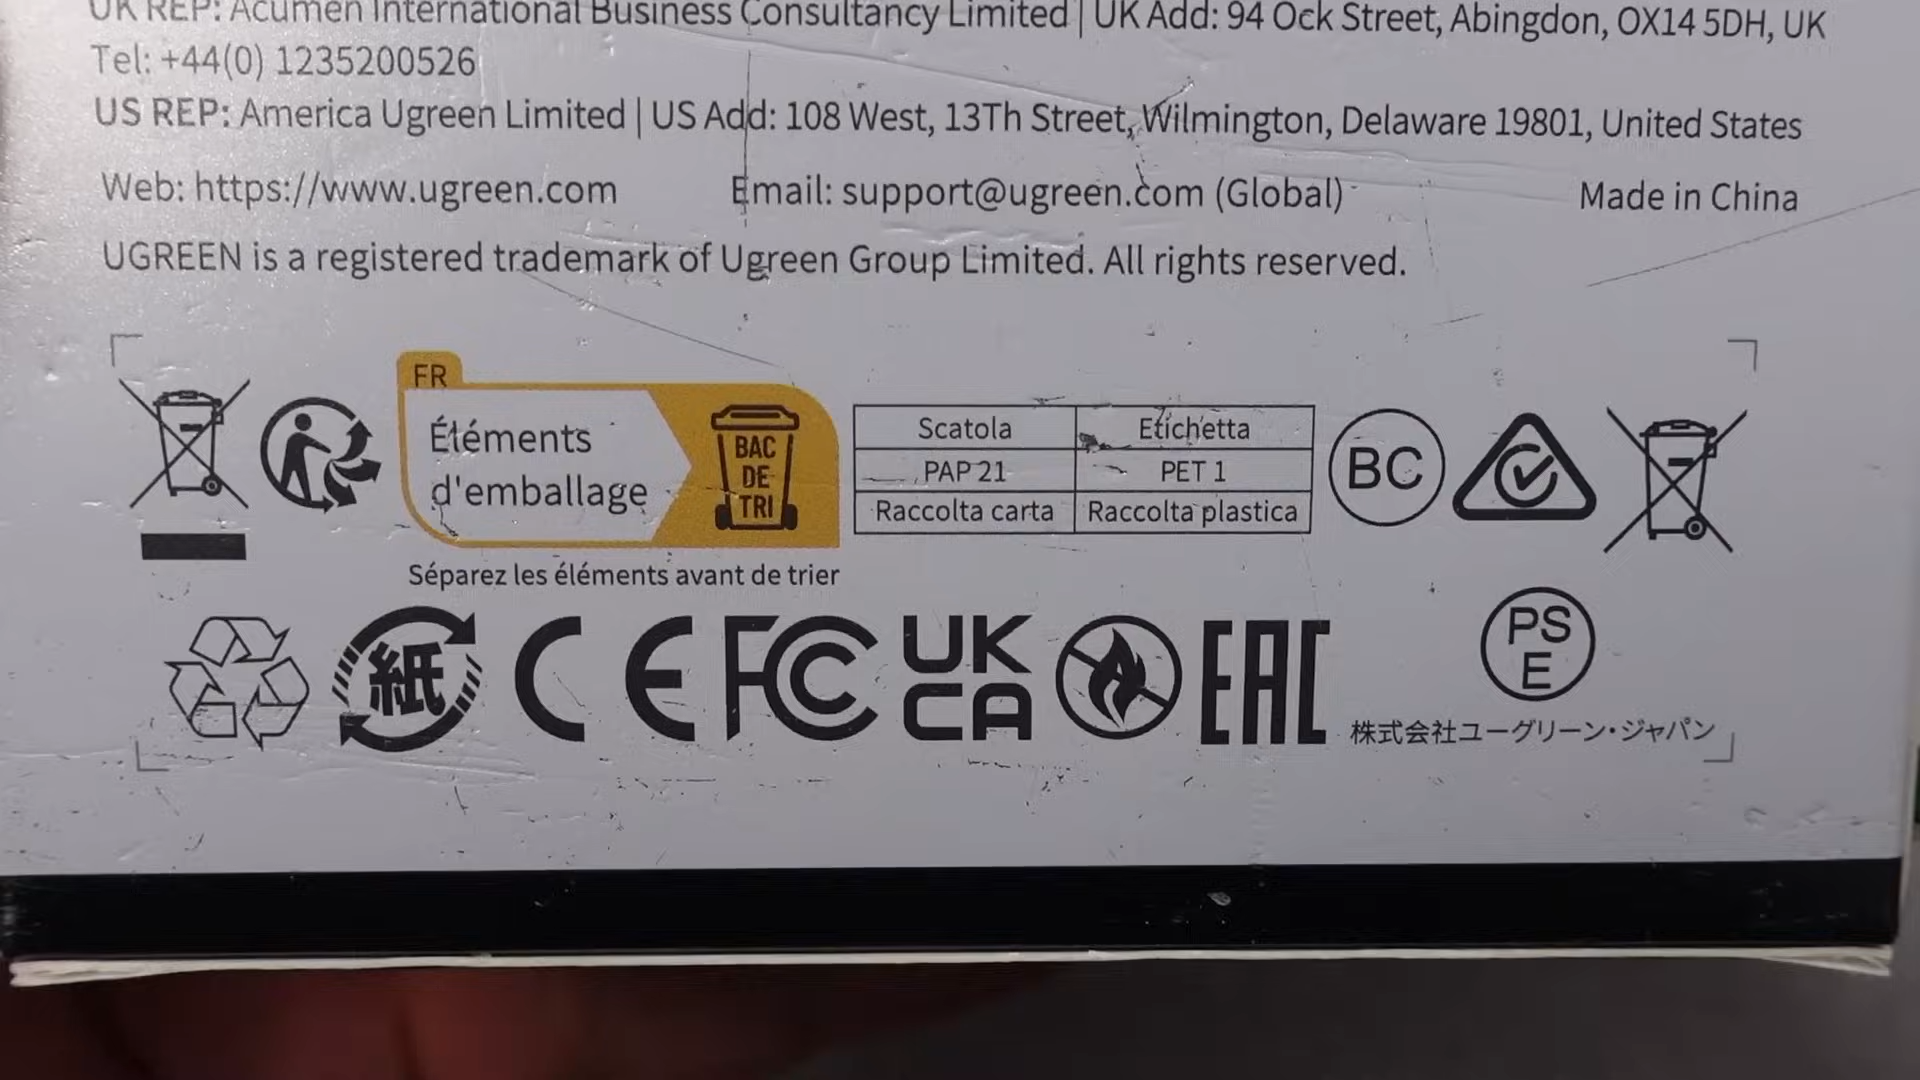 UK REP: Acumen International Business Consultancy Limited | UK Add: 94 Ock Street, Abingdon, OX14 5DH, UK
Tel: +44(0) 1235200526
US REP: America Ugreen Limited | US Add: 108 West, 13Th Street, Wilmington, Delaware 19801, United States
Web: https://www.ugreen.com Email: support@ugreen.com (Global) Made in China
UGREEN is a registered trademark of Ugreen Group Limited. All rights reserved.
FR
Éléments
d'emballage
BAC
DE
TRI
Séparez les éléments avant de trier
Scatola Etichetta
PAP 21 PET 1
Raccolta carta Raccolta plastica
BC
紙
CE
FC
UK
CA
EAC
PS
E
株式会社ユーグリーン・ジャパン